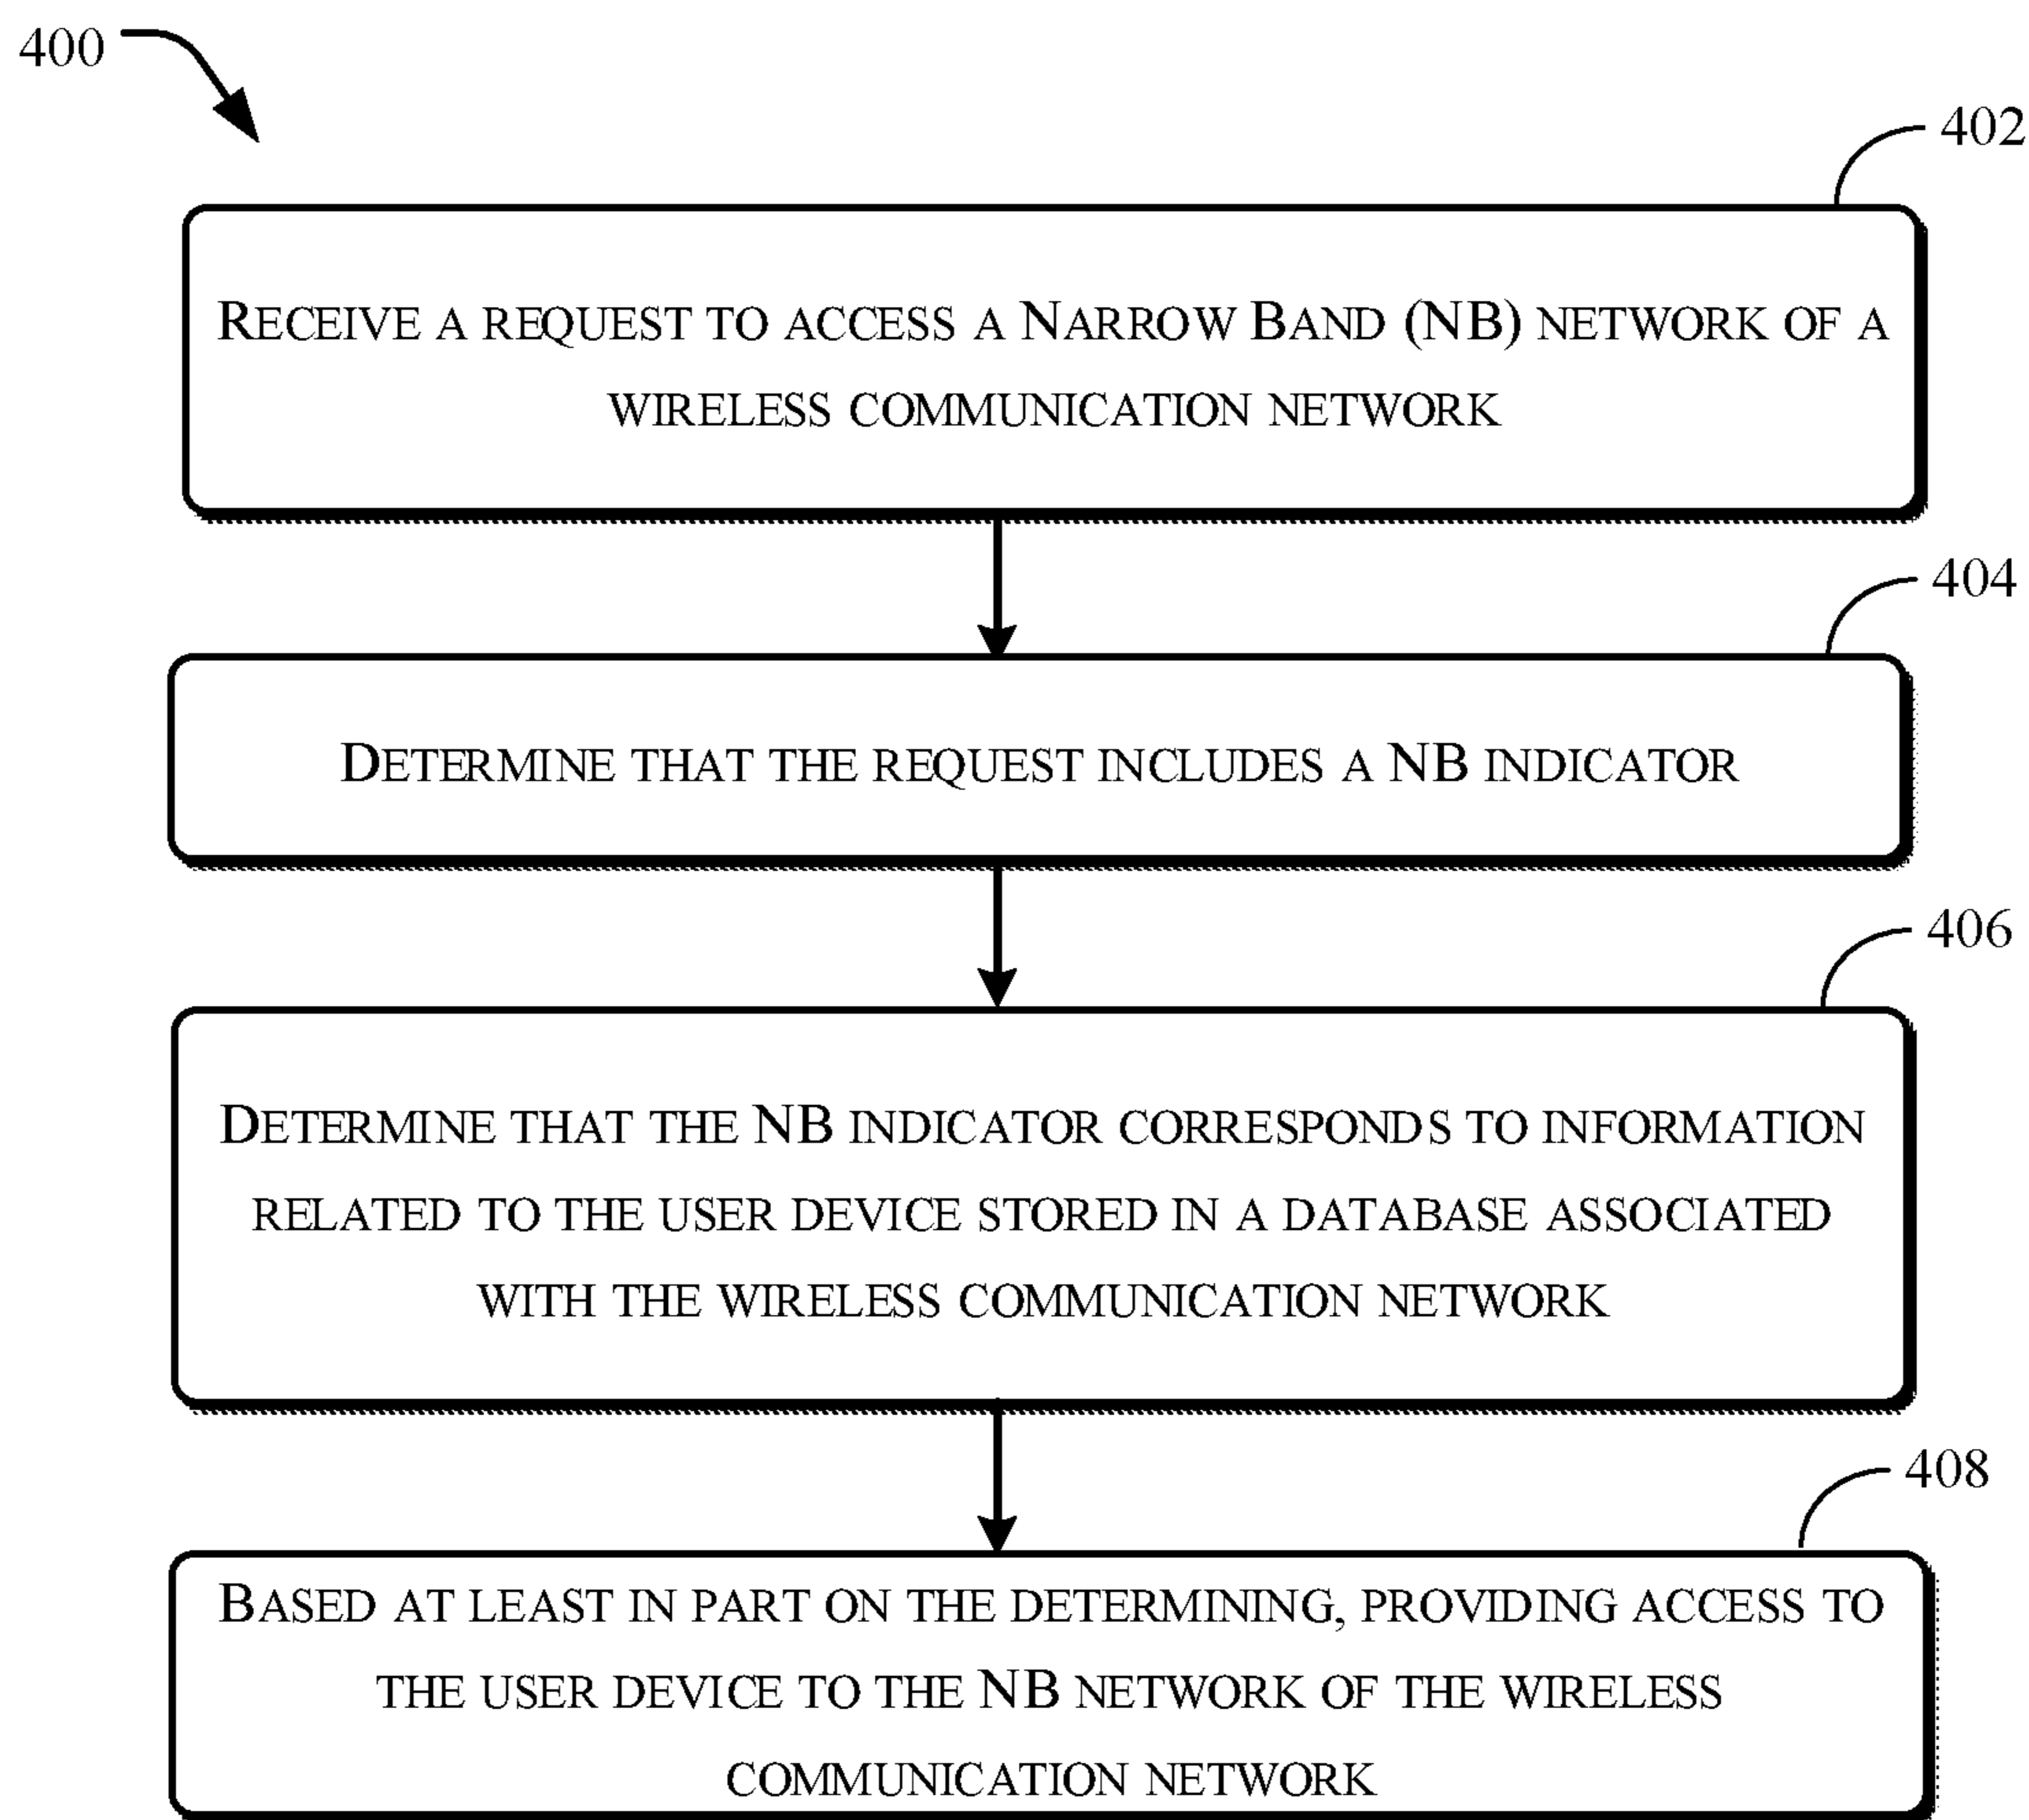 400
402
RECEIVE A REQUEST TO ACCESS A NARROW BAND (NB) NETWORK OF A
WIRELESS COMMUNICATION NETWORK
404
DETERMINE THAT THE REQUEST INCLUDES A NB INDICATOR
406
DETERMINE THAT THE NB INDICATOR CORRESPONDS TO INFORMATION
RELATED TO THE USER DEVICE STORED IN A DATABASE ASSOCIATED
WITH THE WIRELESS COMMUNICATION NETWORK
408
BASED AT LEAST IN PART ON THE DETERMINING, PROVIDING ACCESS TO
THE USER DEVICE TO THE NB NETWORK OF THE WIRELESS
COMMUNICATION NETWORK